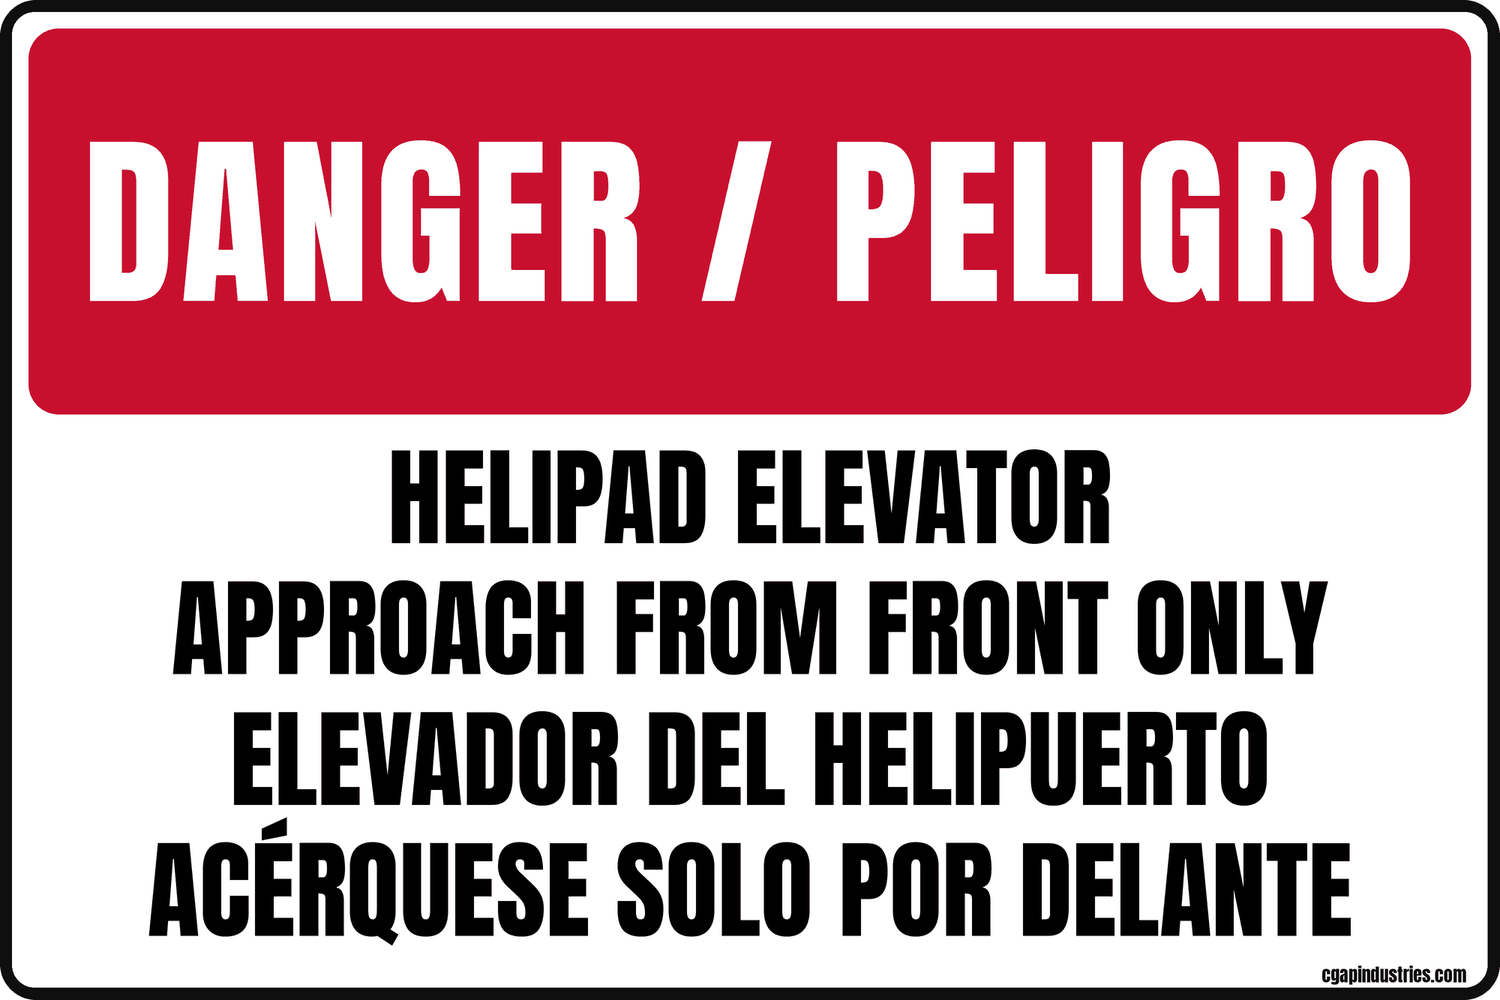 DANGER / PELIGRO
HELIPAD ELEVATOR
APPROACH FROM FRONT ONLY
ELEVADOR DEL HELIPUERTO
ACÉRQUESE SOLO POR DELANTE
cgapindustries.com